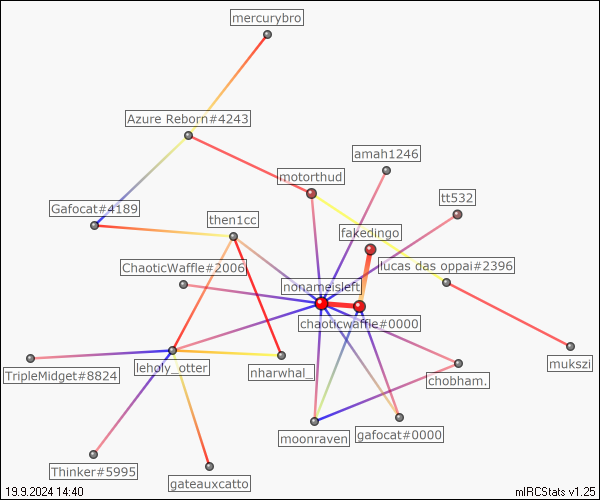 mercurybro
Azure Reborn#4243
amah1246
motorthud
tt532
Gafocat#4189
then1cc
fakedingo
ChaoticWaffle#2006
lucas das oppai#2396
nonameisleft
chaoticwaffle#0000
mukszi
leholy_otter
nharwhal_
TripleMidget#8824
chobham.
moonraven
gafocat#0000
Thinker#5995
gateauxcatto
19.9.2024 14:40
mIRCStats v1.25